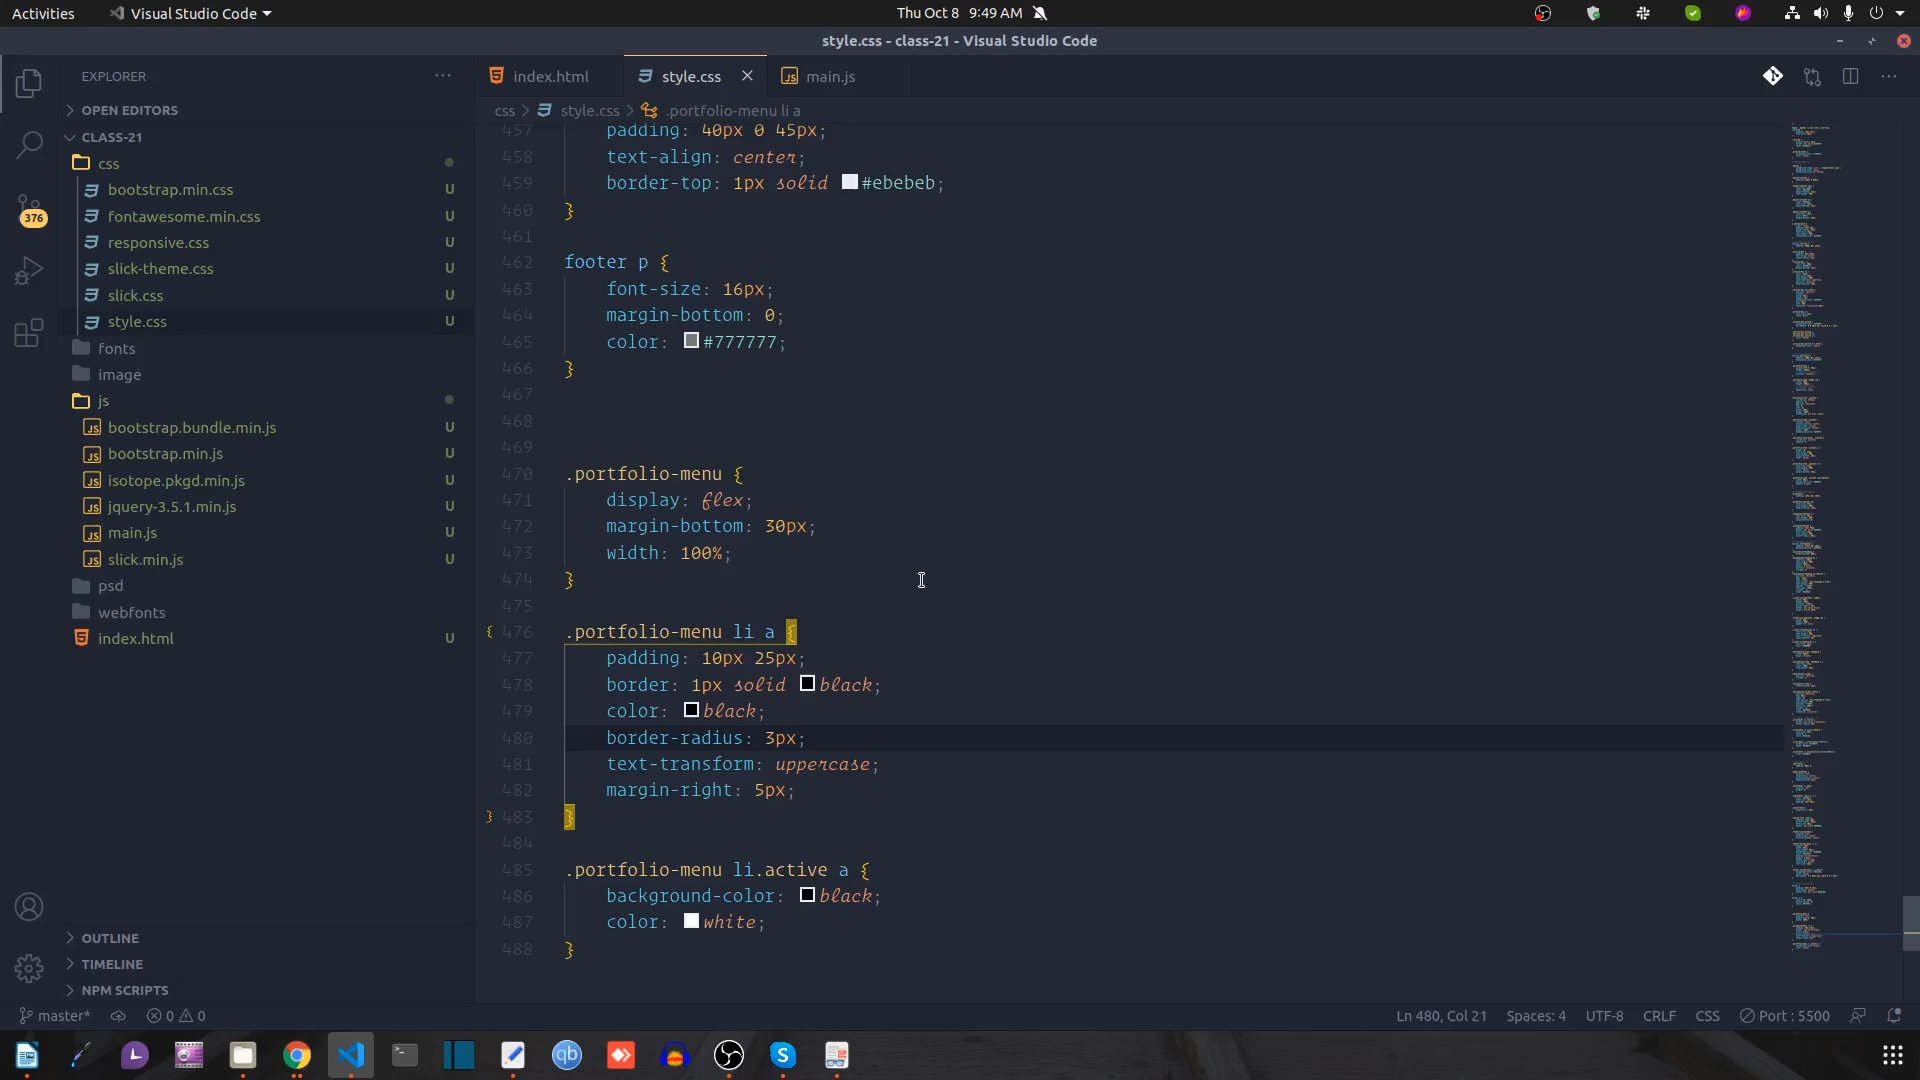 Activities
Visual Studio Code
Thu Oct 8 9:49 AM
style.css - class-21 - Visual Studio Code
EXPLORER
OPEN EDITORS
CLASS-21
css
bootstrap.min.css U
fontawesome.min.css U
responsive.css U
slick-theme.css U
slick.css U
style.css U
fonts
image
js
bootstrap.bundle.min.js U
bootstrap.min.js U
isotope.pkgd.min.js U
jquery-3.5.1.min.js U
main.js U
slick.min.js U
psd
webfonts
index.html U
376
OUTLINE
TIMELINE
NPM SCRIPTS
index.html
style.css
main.js
css > style.css > .portfolio-menu li a
457 padding: 40px 0 45px;
458 text-align: center;
459 border-top: 1px solid #ebebeb;
460 }
461
462 footer p {
463 font-size: 16px;
464 margin-bottom: 0;
465 color: #777777;
466 }
467
468
469
470 .portfolio-menu {
471 display: flex;
472 margin-bottom: 30px;
473 width: 100%;
474 }
475
476 .portfolio-menu li a {
477 padding: 10px 25px;
478 border: 1px solid black;
479 color: black;
480 border-radius: 3px;
481 text-transform: uppercase;
482 margin-right: 5px;
483 }
484
485 .portfolio-menu li.active a {
486 background-color: black;
487 color: white;
488 }
master* 0 0
Ln 480, Col 21 Spaces: 4 UTF-8 CRLF CSS Port : 5500